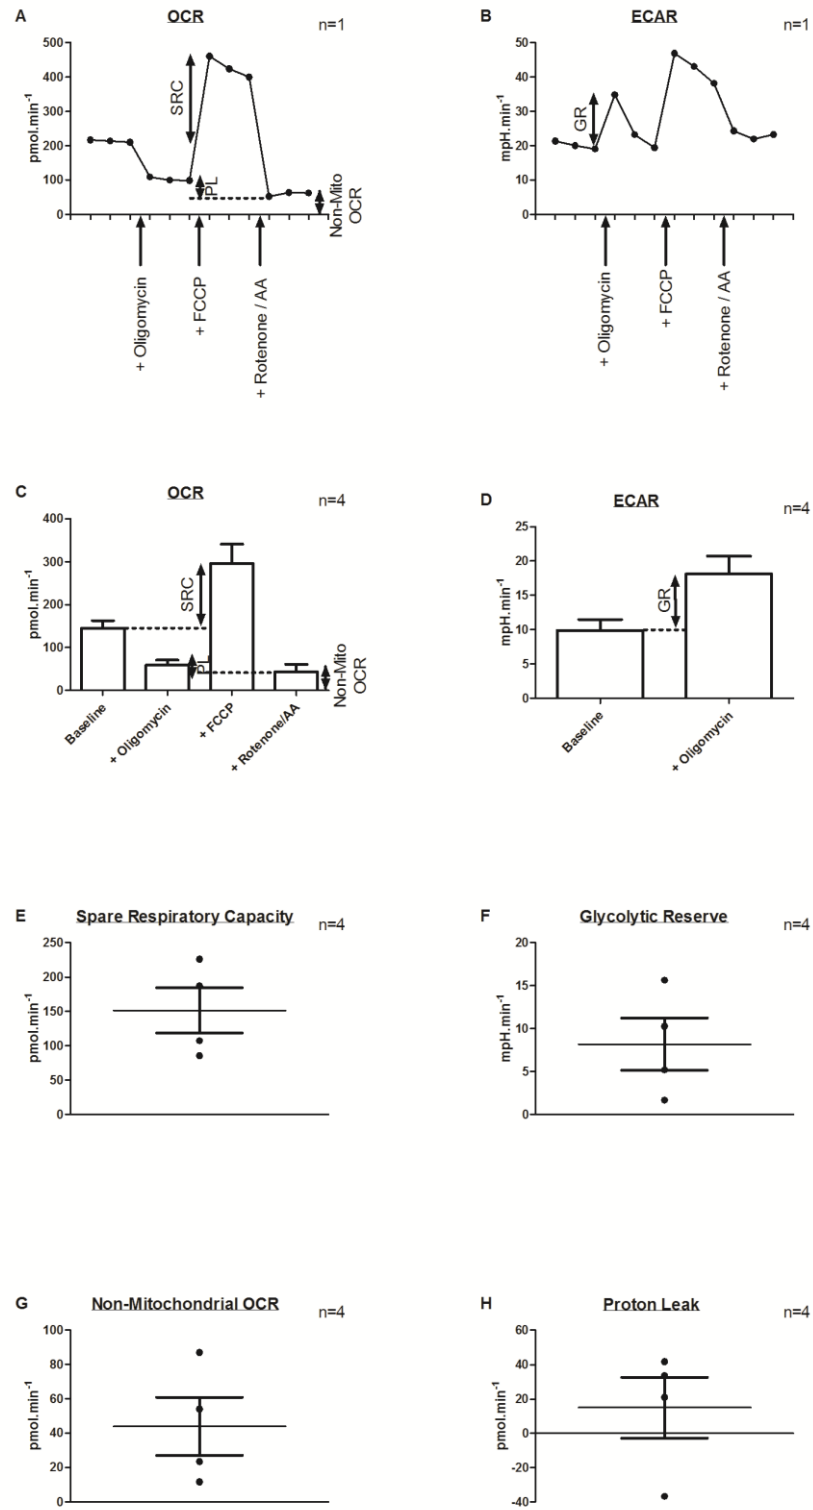 A
OCR
n=1
pmol.min-1
500
400
300
200
100
0
SRC
PL
Non-Mito
OCR
+ Oligomycin
+ FCCP
+ Rotenone / AA
B
ECAR
n=1
mpH.min-1
50
40
30
20
10
0
GR
+ Oligomycin
+ FCCP
+ Rotenone / AA
C
OCR
n=4
pmol.min-1
400
300
200
100
0
SRC
PL
Non-Mito
OCR
Baseline
+ Oligomycin
+ FCCP
+ Rotenone/AA
D
ECAR
n=4
mpH.min-1
25
20
15
10
5
0
GR
Baseline
+ Oligomycin
E
Spare Respiratory Capacity
n=4
pmol.min-1
250
200
150
100
50
0
F
Glycolytic Reserve
n=4
mpH.min-1
20
15
10
5
0
G
Non-Mitochondrial OCR
n=4
pmol.min-1
100
80
60
40
20
0
H
Proton Leak
n=4
pmol.min-1
60
40
20
0
-20
-40